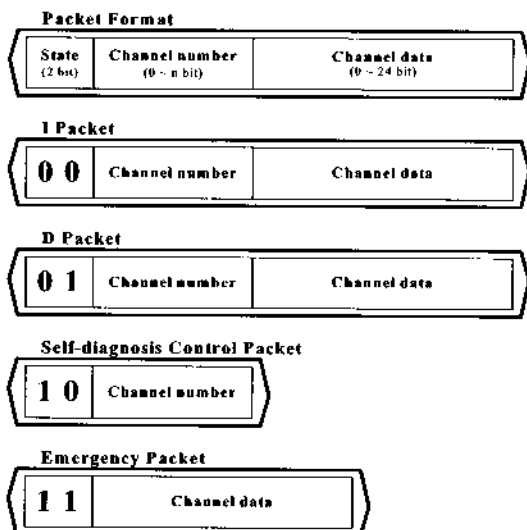 Packet Format
State Channel number Channel data
(2 bit) (0 ~ n bit) (0 ~ 24 bit)
I Packet
0 0 Channel number Channel data
D Packet
0 1 Channel number Channel data
Self-diagnosis Control Packet
1 0 Channel number
Emergency Packet
1 1 Channel data